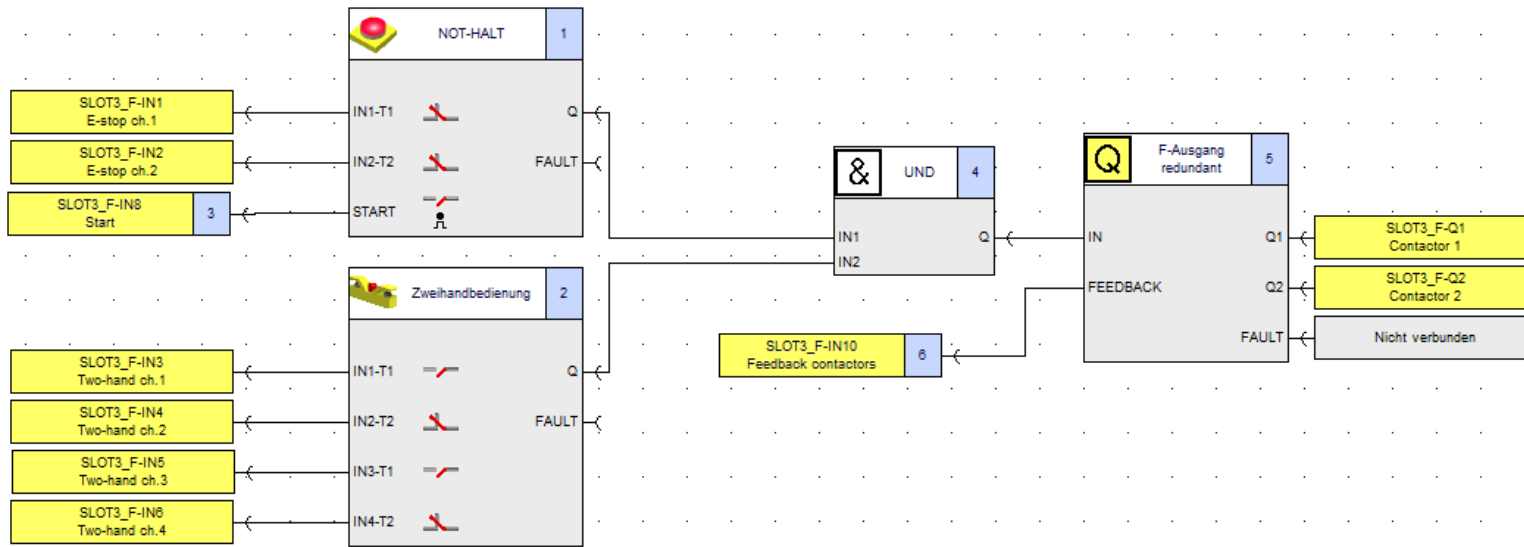 NOT-HALT 1
SLOT3_F-IN1
E-stop ch.1
IN1-T1
Q
SLOT3_F-IN2
E-stop ch.2
IN2-T2
FAULT
SLOT3_F-IN8
Start
3
START
Zweihandbedienung 2
SLOT3_F-IN3
Two-hand ch.1
IN1-T1
Q
SLOT3_F-IN4
Two-hand ch.2
IN2-T2
FAULT
SLOT3_F-IN5
Two-hand ch.3
IN3-T1
SLOT3_F-IN6
Two-hand ch.4
IN4-T2
& UND 4
IN1
Q
IN2
SLOT3_F-IN10
Feedback contactors
6
Q
F-Ausgang
redundant
5
IN
Q1
SLOT3_F-Q1
Contactor 1
FEEDBACK
Q2
SLOT3_F-Q2
Contactor 2
FAULT
Nicht verbunden